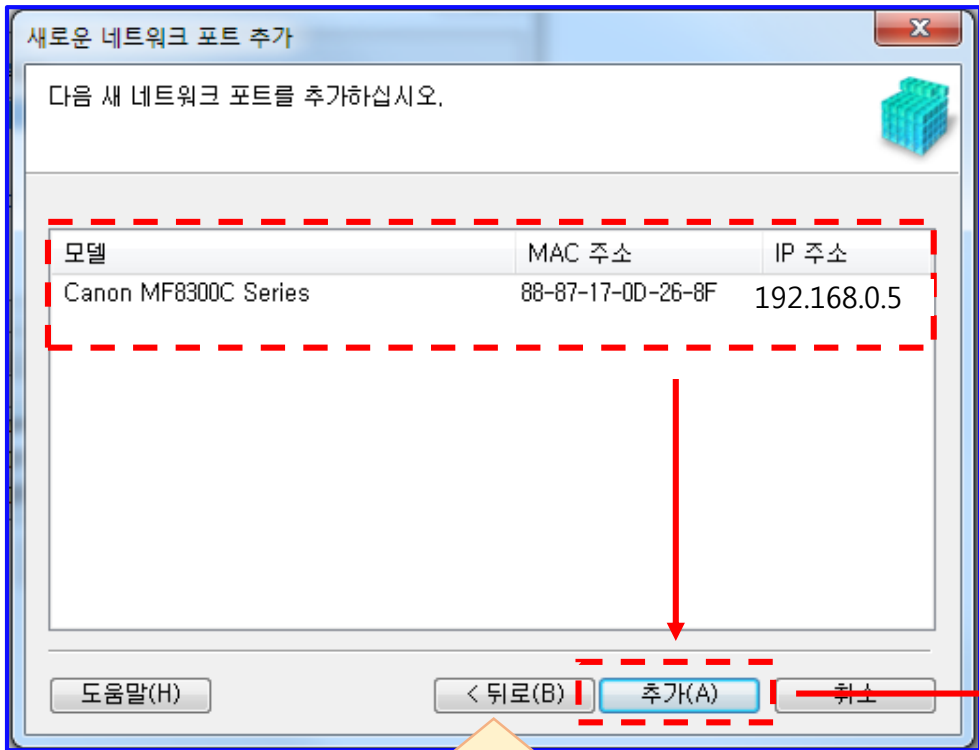 새로운 네트워크 포트 추가
다음 새 네트워크 포트를 추가하십시오.
모델 MAC 주소 IP 주소
Canon MF8300C Series 88-87-17-0D-26-8F 192.168.0.5
도움말(H) < 뒤로(B) 추가(A) 취소